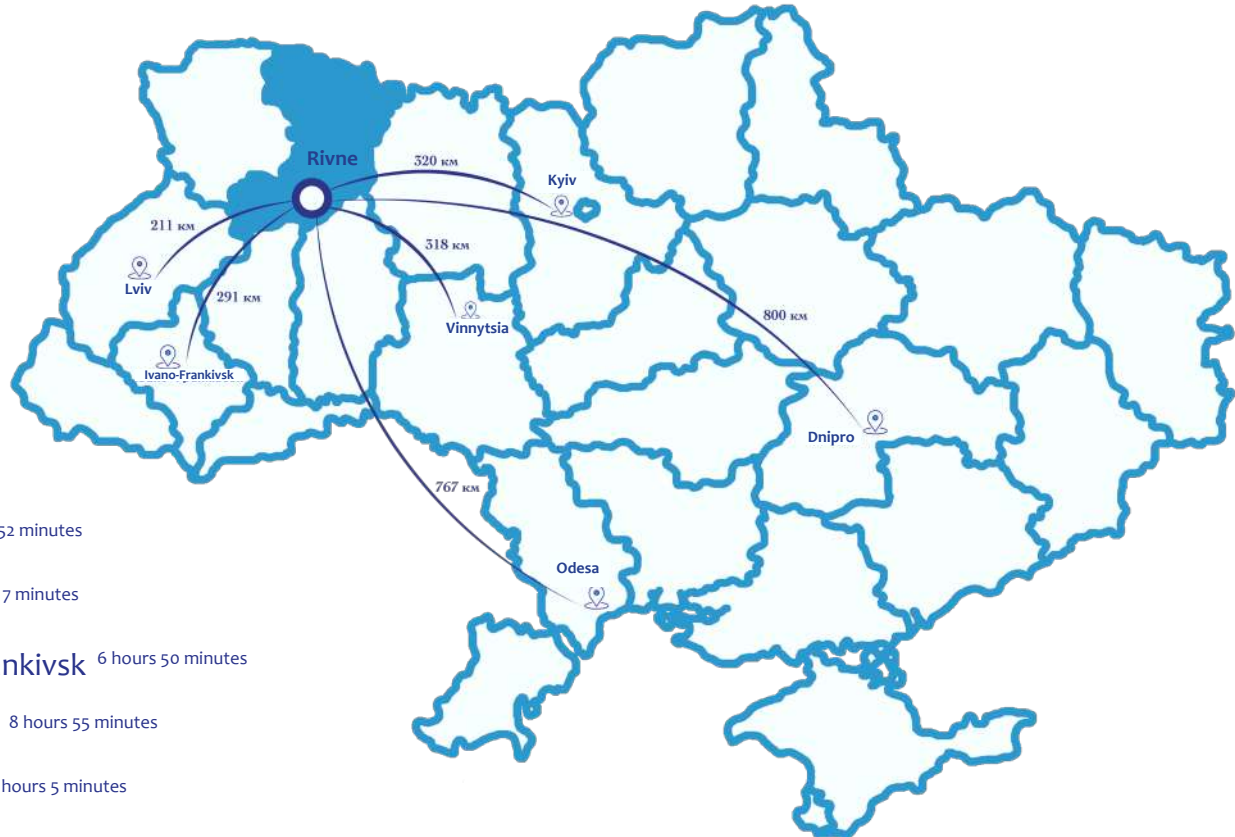 Rivne
320 км
Kyiv
211 км
318 км
Lviv
291 км
Vinnytsia
800 км
Ivano-Frankivsk
Dnipro
767 км
52 minutes
Odesa
7 minutes
nkivsk 6 hours 50 minutes
8 hours 55 minutes
hours 5 minutes